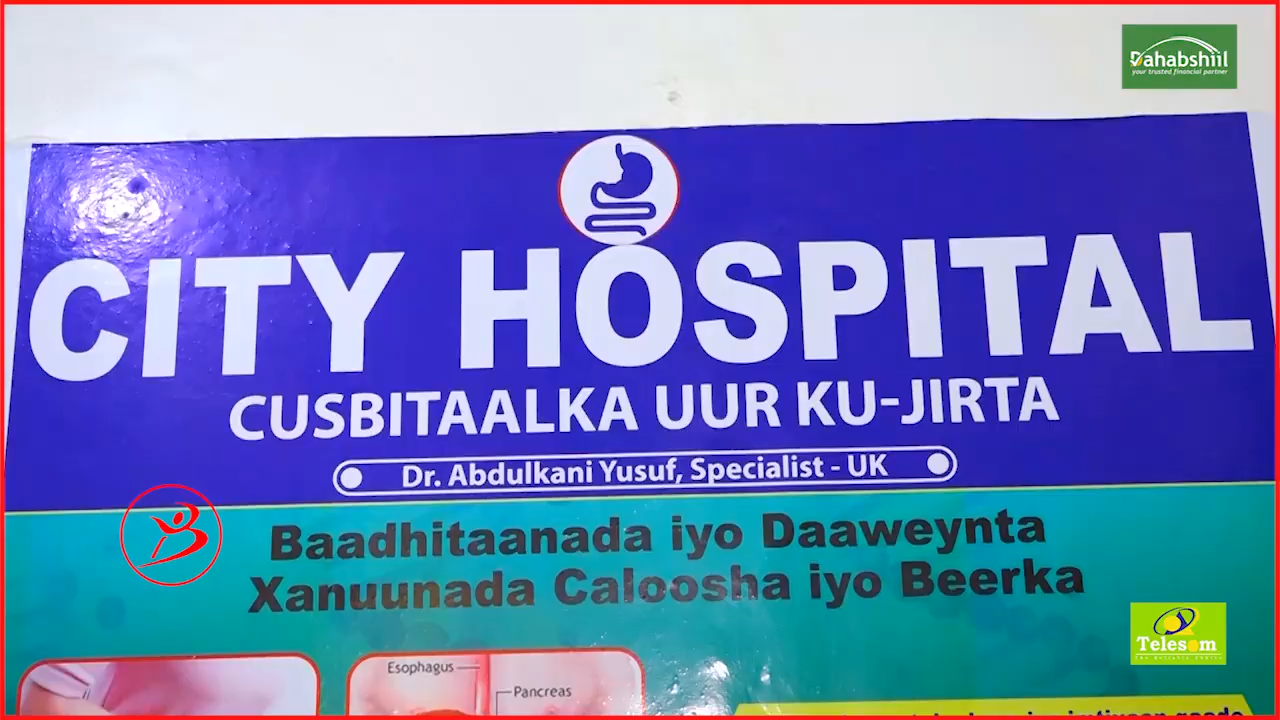 Dahabshiil
your trusted financial partner
CITY HOSPITAL
CUSBITAALKA UUR KU-JIRTA
Dr. Abdulkani Yusuf, Specialist - UK
Baadhitaanada iyo Daaweynta
Xanuunada Caloosha iyo Beerka
Telesom
Esophagus
Pancreas